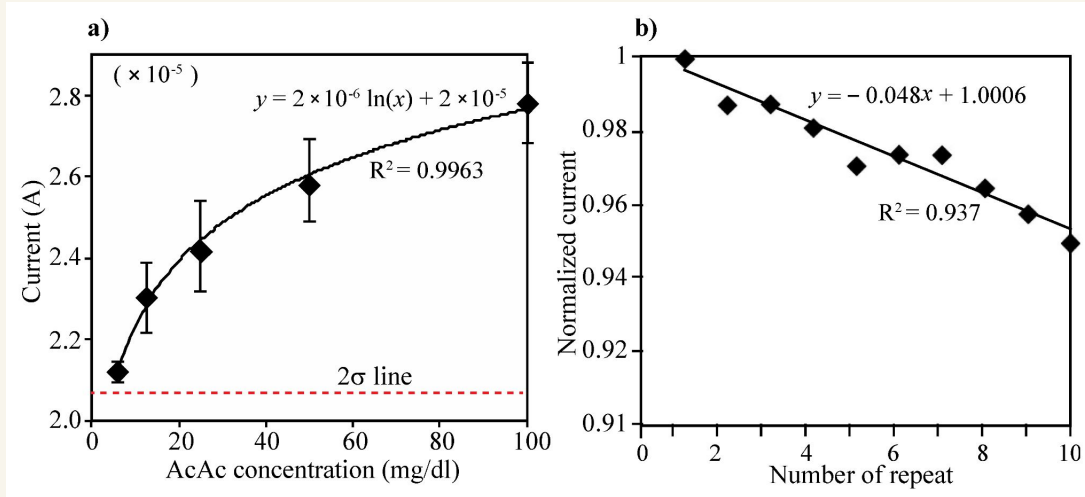 a)
( × 10⁻⁵ )
y = 2 × 10⁻⁶ ln(x) + 2 × 10⁻⁵
R² = 0.9963
2σ line
Current (A)
2.8
2.6
2.4
2.2
2.0
0 20 40 60 80 100
AcAc concentration (mg/dl)
b)
y = − 0.048x + 1.0006
R² = 0.937
Normalized current
1
0.98
0.96
0.94
0.92
0.91
0 2 4 6 8 10
Number of repeat